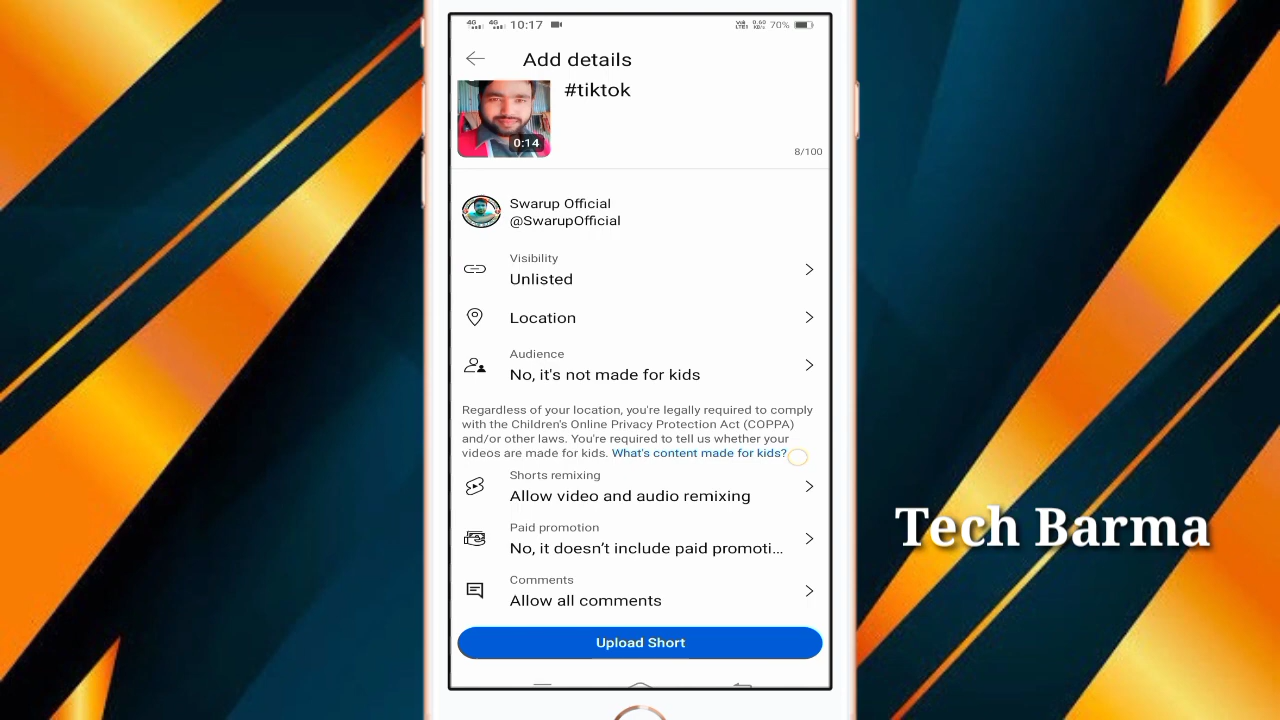 4G 4G 10:17 70%
Add details
#tiktok
0:14
8/100
Swarup Official
@SwarupOfficial
Visibility
Unlisted
Location
Audience
No, it's not made for kids
Regardless of your location, you're legally required to comply
with the Children's Online Privacy Protection Act (COPPA)
and/or other laws. You're required to tell us whether your
videos are made for kids. What's content made for kids?
Shorts remixing
Allow video and audio remixing
Paid promotion
No, it doesn’t include paid promoti...
Comments
Allow all comments
Upload Short
Tech Barma